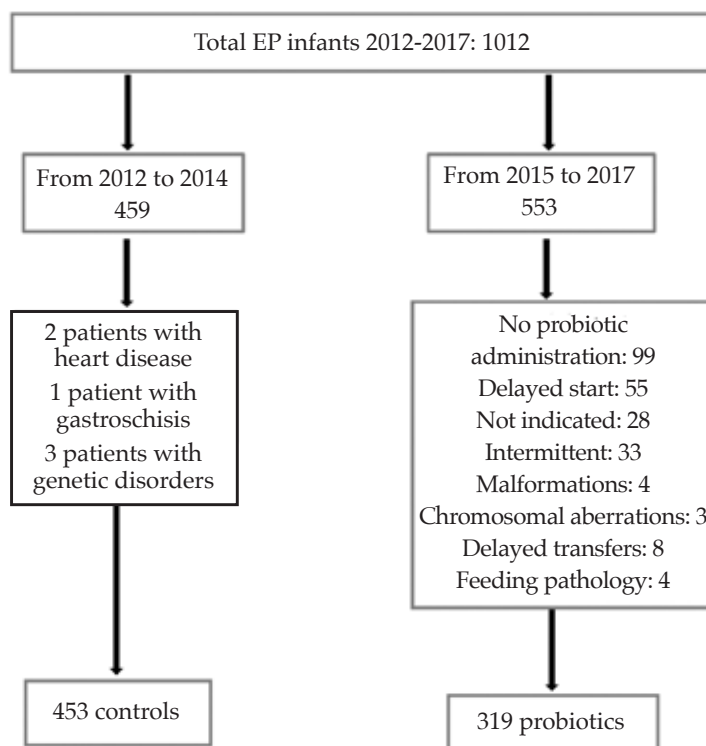 Total EP infants 2012-2017: 1012
From 2012 to 2014
459
From 2015 to 2017
553
2 patients with
heart disease
1 patient with
gastroschisis
3 patients with
genetic disorders
No probiotic
administration: 99
Delayed start: 55
Not indicated: 28
Intermittent: 33
Malformations: 4
Chromosomal aberrations: 3
Delayed transfers: 8
Feeding pathology: 4
453 controls
319 probiotics